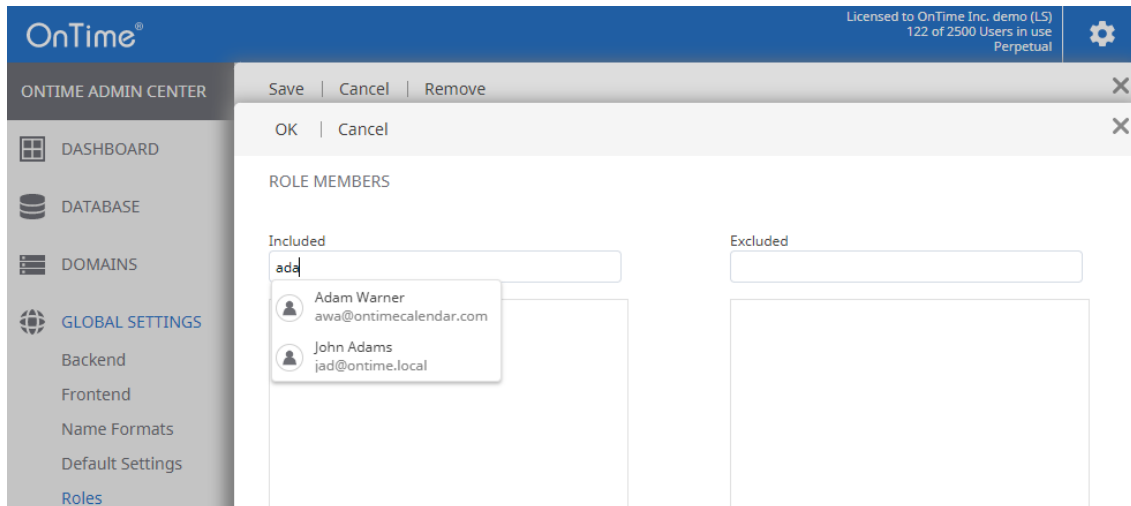 OnTime®
Licensed to OnTime Inc. demo (LS)
122 of 2500 Users in use
Perpetual
ONTIME ADMIN CENTER
Save | Cancel | Remove
OK | Cancel
DASHBOARD
DATABASE
DOMAINS
GLOBAL SETTINGS
Backend
Frontend
Name Formats
Default Settings
Roles
ROLE MEMBERS
Included
ada
Adam Warner
awa@ontimecalendar.com
John Adams
jad@ontime.local
Excluded